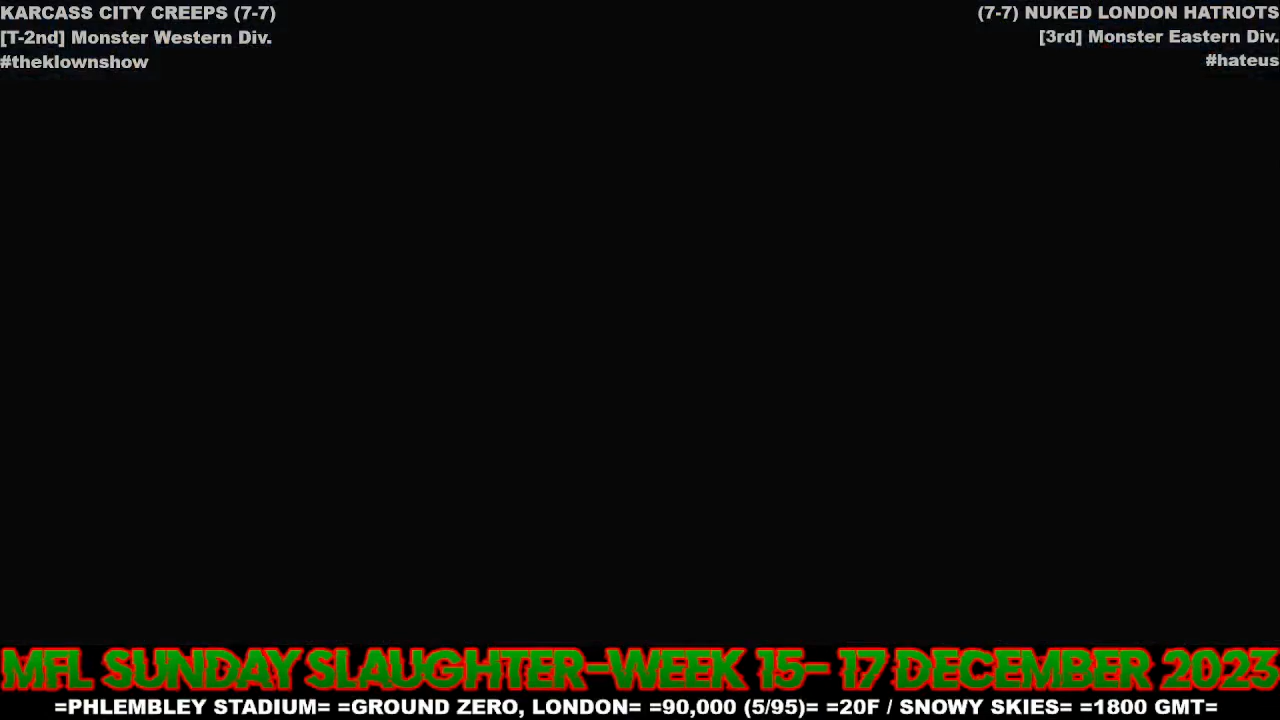 KARCASS CITY CREEPS (7-7)
[T-2nd] Monster Western Div.
#theklownshow
(7-7) NUKED LONDON HATRIOTS
[3rd] Monster Eastern Div.
#hateus
MFL SUNDAY SLAUGHTER-WEEK 15- 17 DECEMBER 2023
=PHLEMBLEY STADIUM= =GROUND ZERO, LONDON= =90,000 (5/95)= =20F / SNOWY SKIES= =1800 GMT=